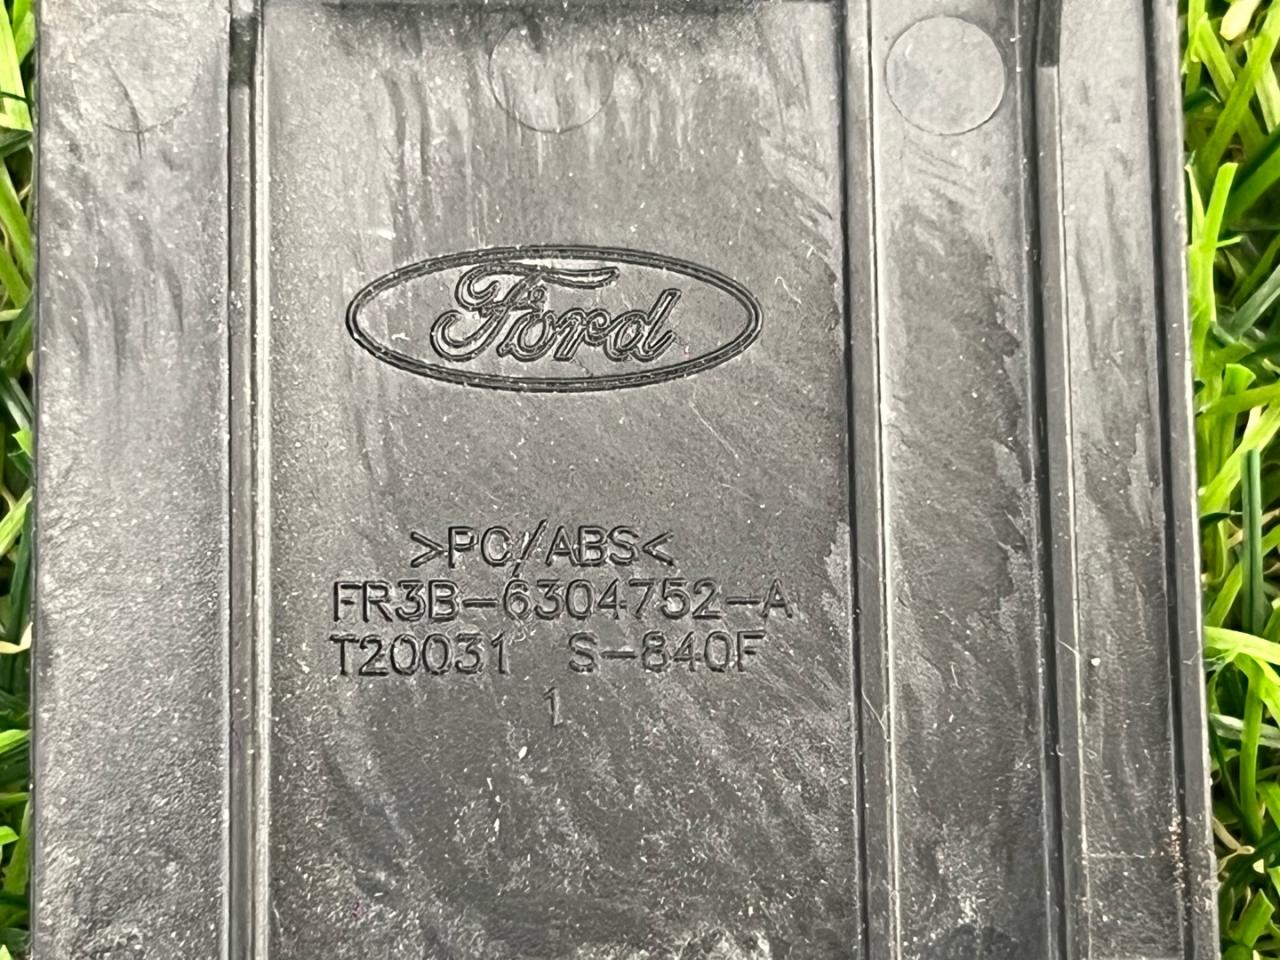 Ford
>PC/ABS<
FR3B-6304752-A
T20031 S-840F
1